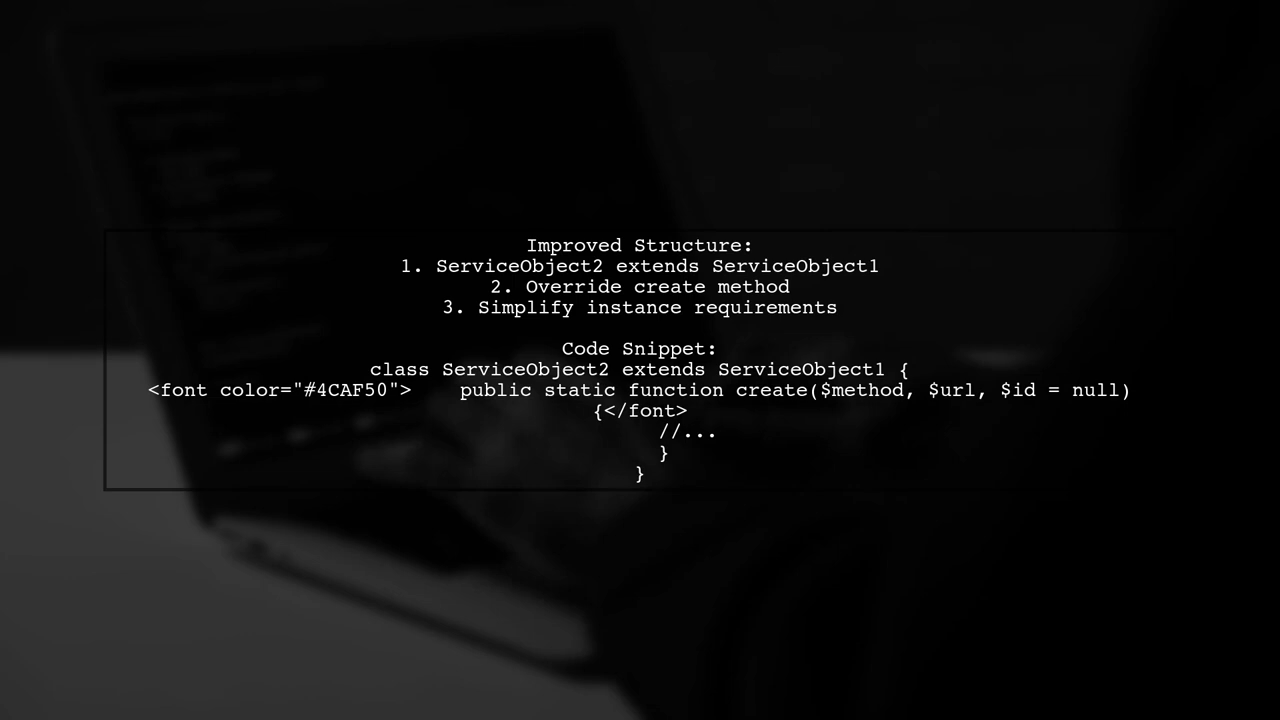 Improved Structure:
1. ServiceObject2 extends ServiceObject1
2. Override create method
3. Simplify instance requirements
Code Snippet:
class ServiceObject2 extends ServiceObject1 {
<font color="#4CAF50">    public static function create($method, $url, $id = null)
{</font>
//...
}
}